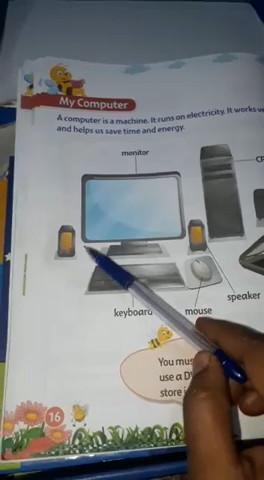 My Computer
A computer is a machine. It runs on electricity. It works
and helps us save time and energy.
monitor
keyboard
mouse
speaker
You
use a
store
16